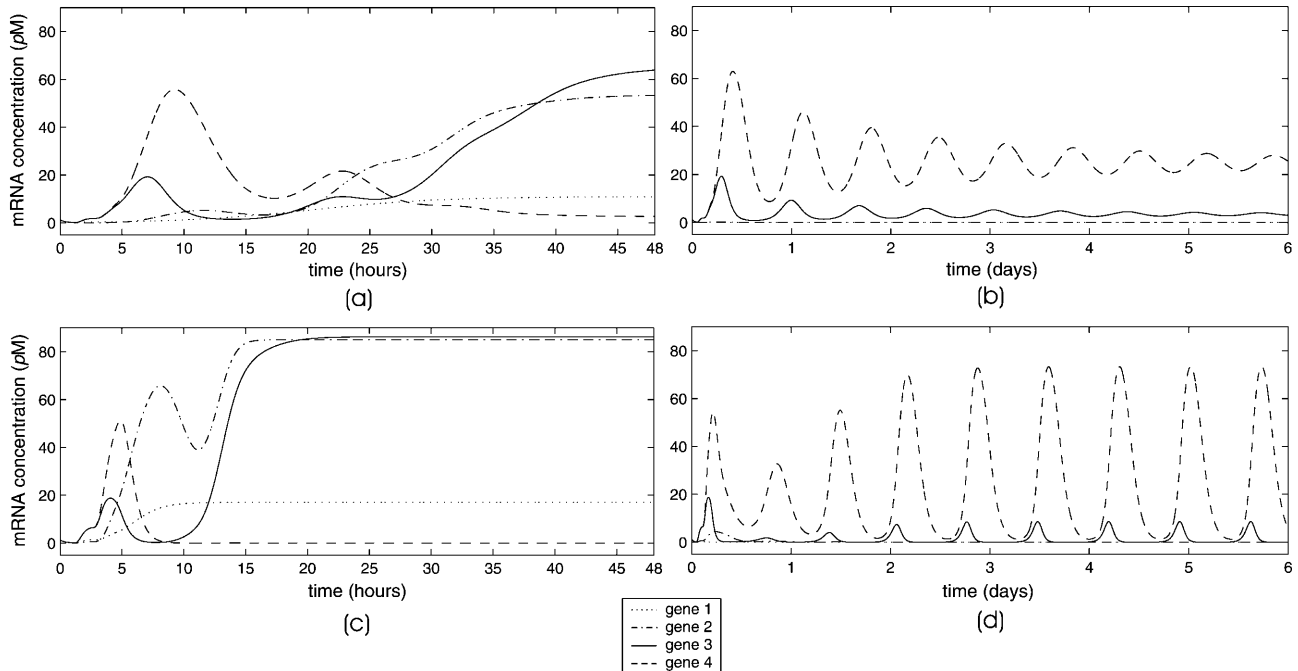 mRNA concentration (pM)
80
60
40
20
0
0 5 10 15 20 25 30 35 40 45 48
time (hours)
(a)
80
60
40
20
0
0 1 2 3 4 5 6
time (days)
(b)
mRNA concentration (pM)
80
60
40
20
0
0 5 10 15 20 25 30 35 40 45 48
time (hours)
(c)
80
60
40
20
0
0 1 2 3 4 5 6
time (days)
(d)
gene 1
gene 2
gene 3
gene 4